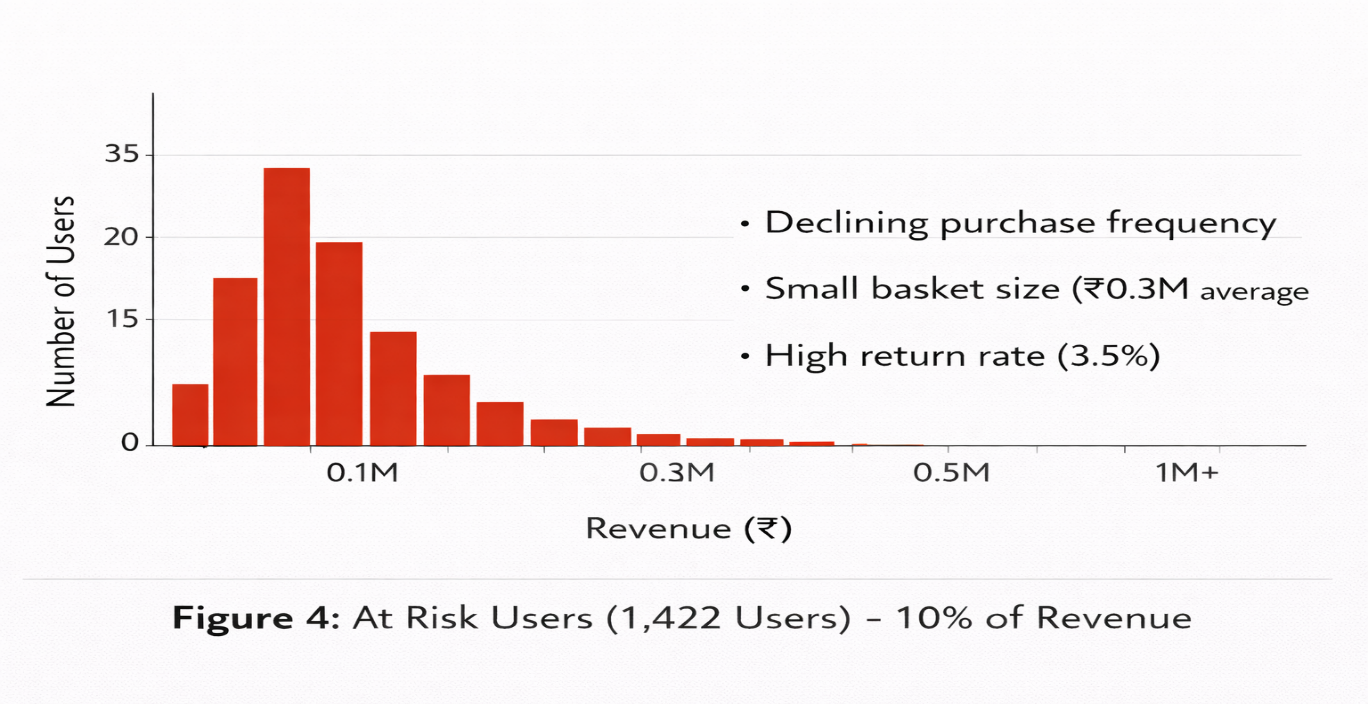 35
20
15
0
Number of Users
• Declining purchase frequency
• Small basket size (₹0.3M average
• High return rate (3.5%)
0.1M 0.3M 0.5M 1M+
Revenue (₹)
Figure 4: At Risk Users (1,422 Users) – 10% of Revenue